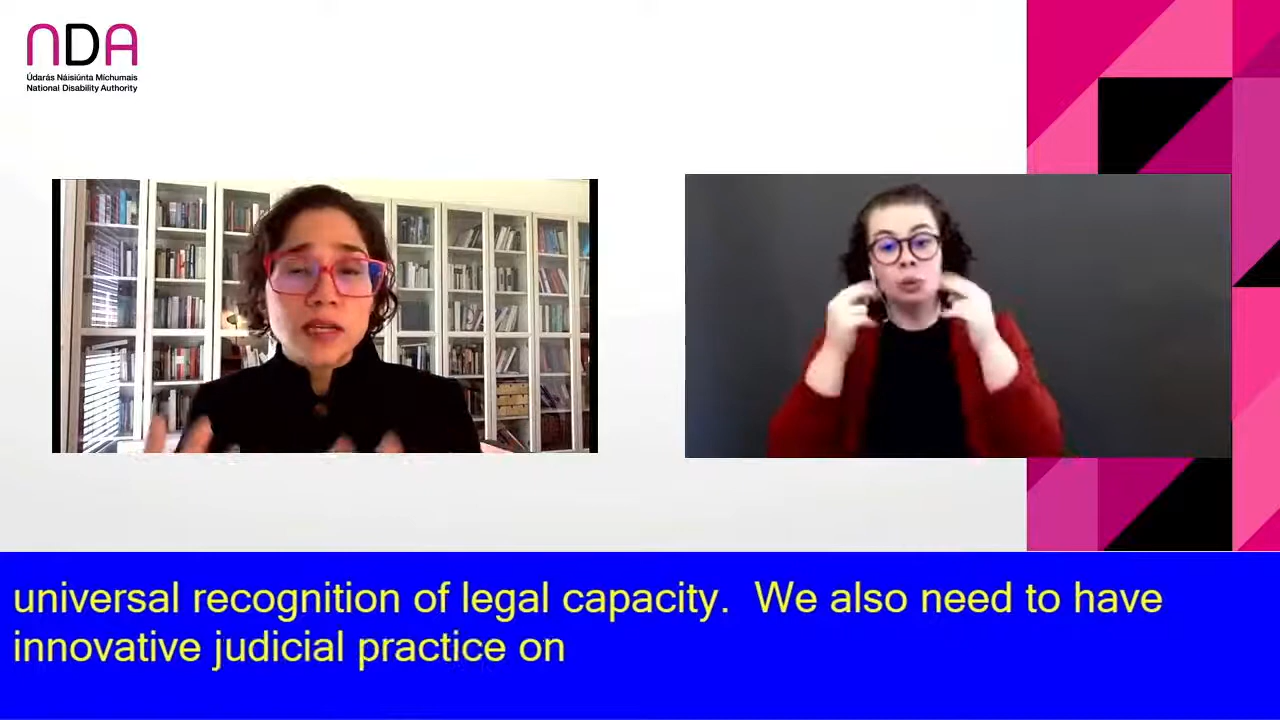 NDA
Údarás Náisiúnta Míchumais
National Disability Authority
universal recognition of legal capacity.  We also need to have
innovative judicial practice on